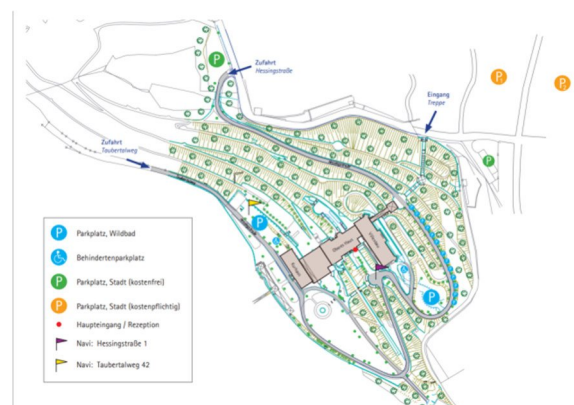 Zufahrt
Hessingstraße
Eingang
Treppe
Zufahrt
Taubertalweg
P
P
P
P
P
P
P Parkplatz, Wildbad
Behindertenparkplatz
P Parkplatz, Stadt (kostenfrei)
P Parkplatz, Stadt (kostenpflichtig)
Haupteingang / Rezeption
Navi: Hessingstraße 1
Navi: Taubertalweg 42